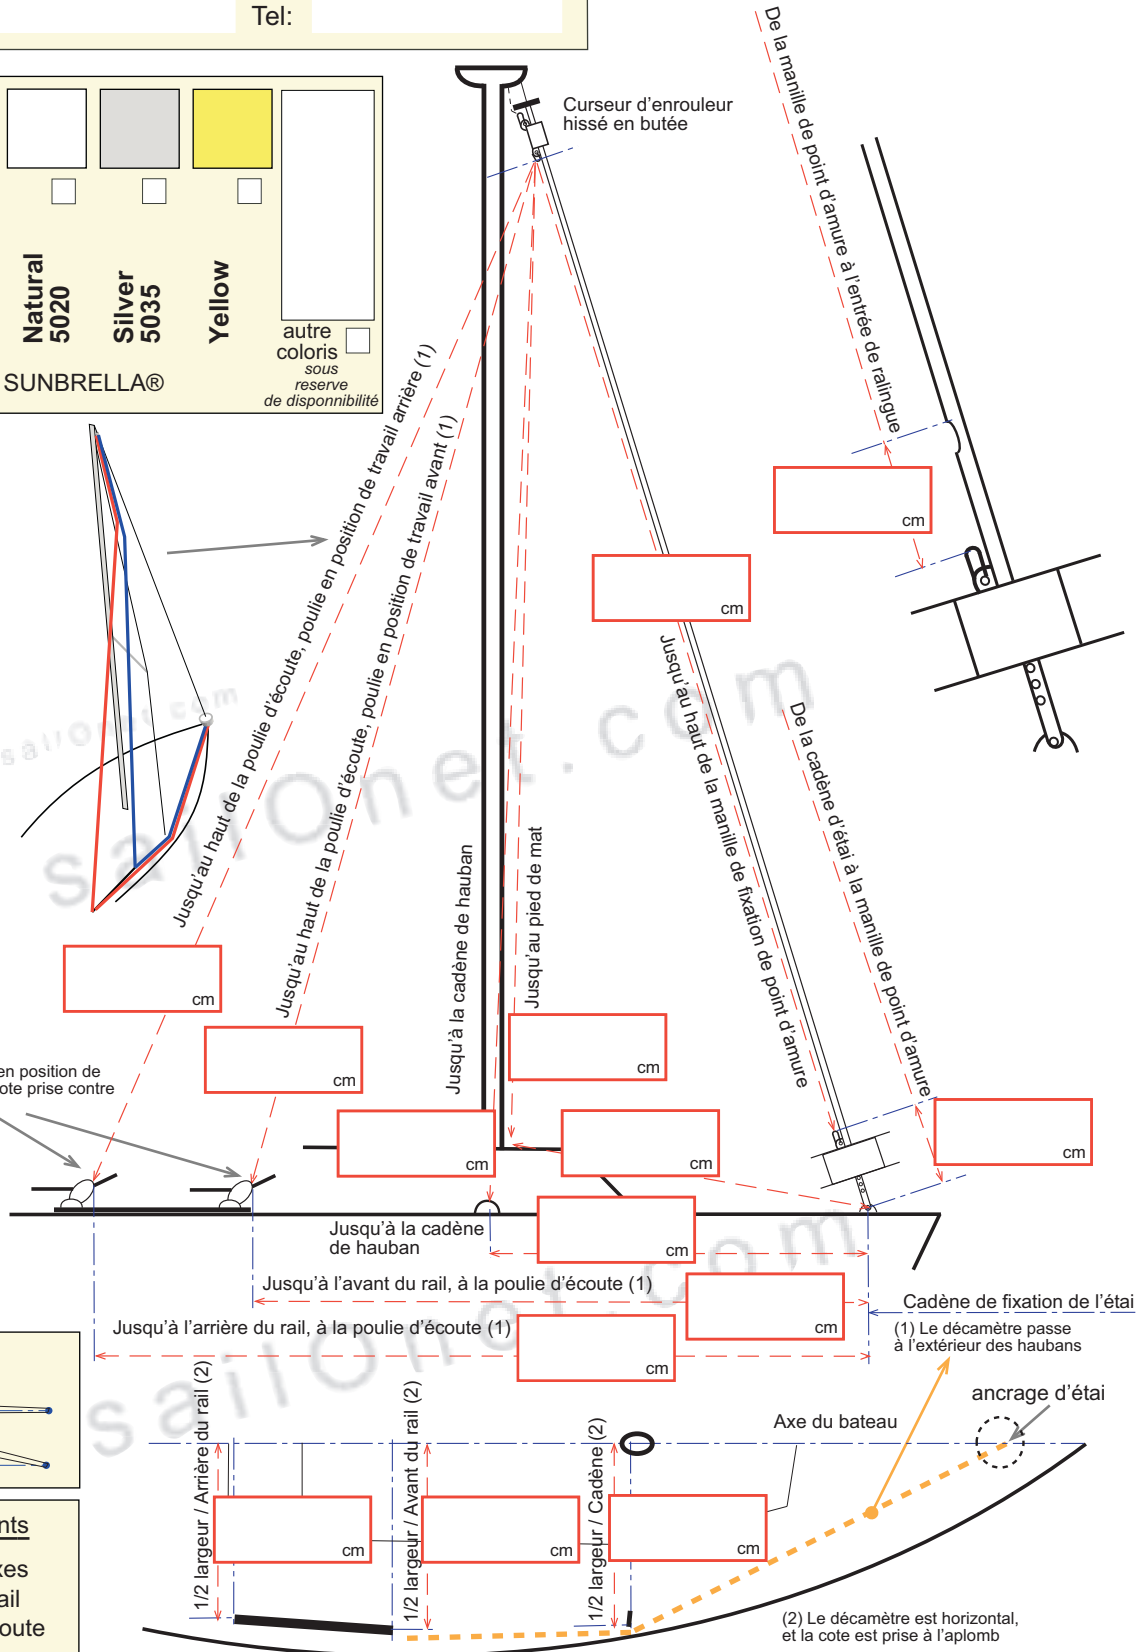 Tel:
Curseur d'enrouleur
hissé en butée
De la manille de point d'amure à l'entrée de ralingue
Natural
5020
Silver
5035
Yellow
autre
coloris
sous
reserve
de disponnibilité
SUNBRELLA®
Jusqu'au haut de la poulie d'écoute, poulie en position de travail arrière (1)
Jusqu'au haut de la poulie d'écoute, poulie en position de travail avant (1)
cm
cm
Jusqu'au haut de la manille de fixation de point d'amure
De la cadène d'étai à la manille de point d'amure
sailOnet.com
sailOnet.com
Jusqu'à la cadène de hauban
Jusqu'au pied de mat
cm
cm
cm
en position de
ote prise contre
cm
cm
cm
Jusqu'à la cadène
de hauban
cm
Jusqu'à l'avant du rail, à la poulie d'écoute (1)
cm
Cadène de fixation de l'étai
Jusqu'à l'arrière du rail, à la poulie d'écoute (1)
cm
(1) Le décamètre passe
à l'extérieur des haubans
sailOnet.com
ancrage d'étai
Axe du bateau
1/2 largeur / Arrière du rail (2)
1/2 largeur / Avant du rail (2)
1/2 largeur / Cadène (2)
cm
cm
cm
nts
xes
ail
oute
(2) Le décamètre est horizontal,
et la cote est prise à l'aplomb